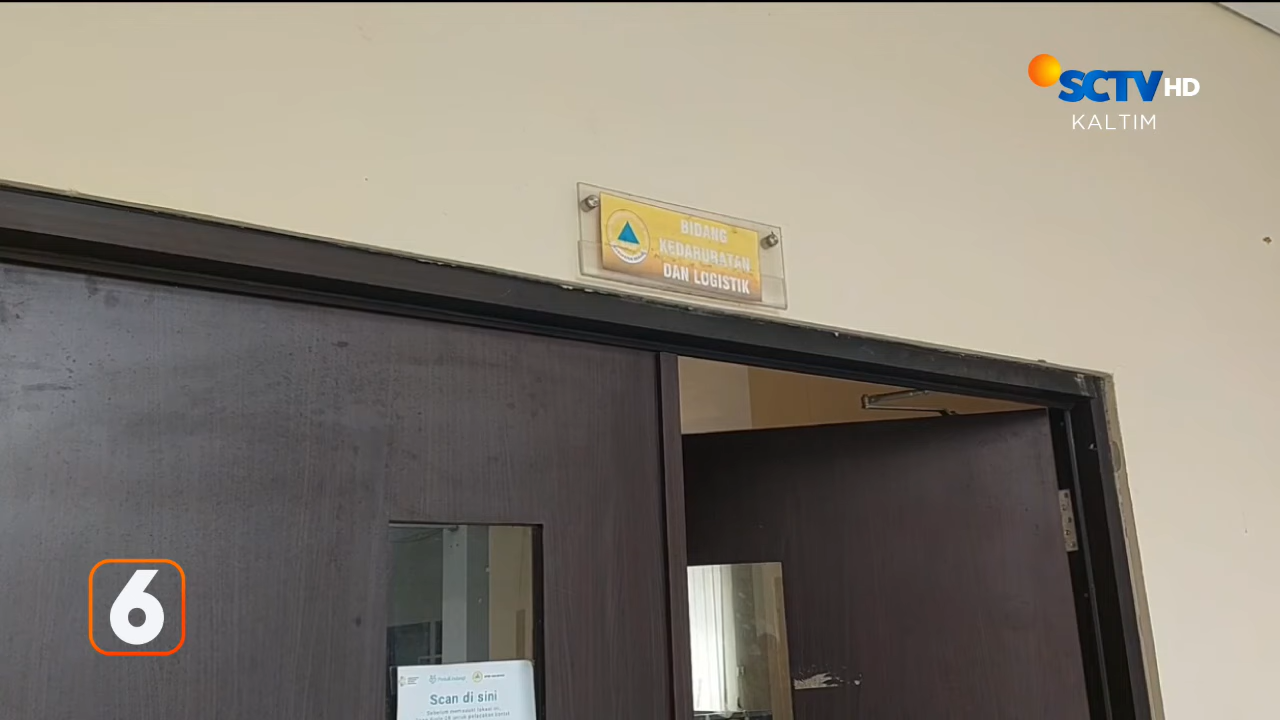 SCTV HD
KALTIM
BIDANG
KEDARURATAN
DAN LOGISTIK
6
Scan di sini